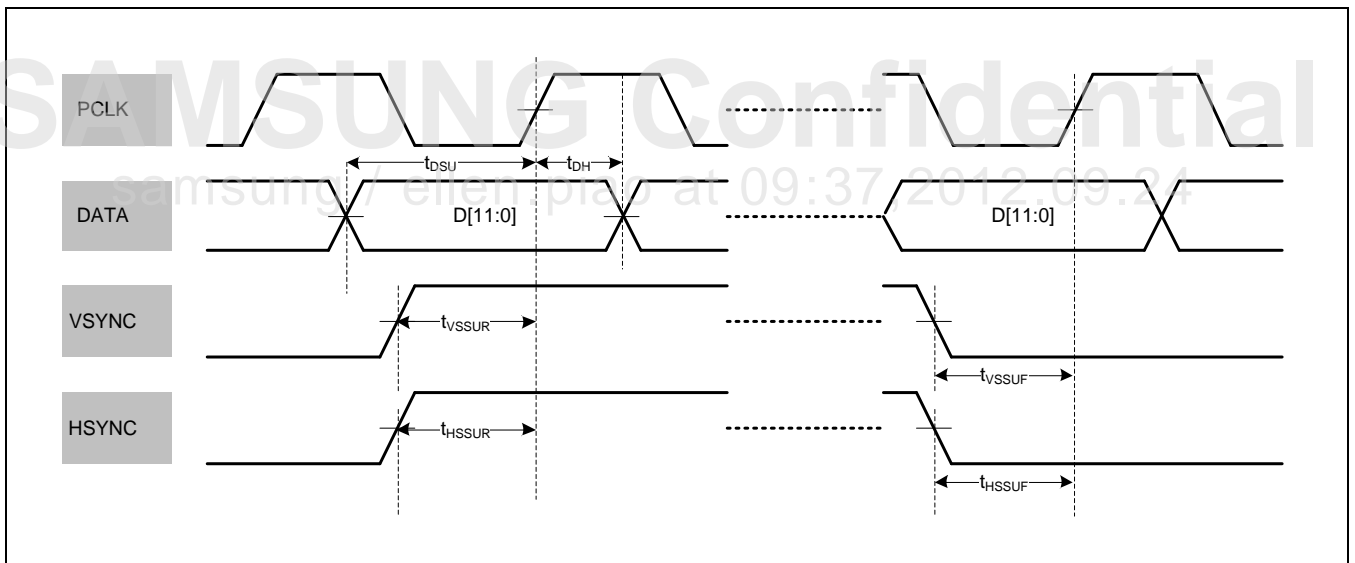 SAMSUNG Confidential
samsung / ellen.piao at 09:37,2012.09.24
PCLK
tDSU
tDH
DATA
D[11:0]
D[11:0]
VSYNC
tVSSUR
tVSSUF
HSYNC
tHSSUR
tHSSUF